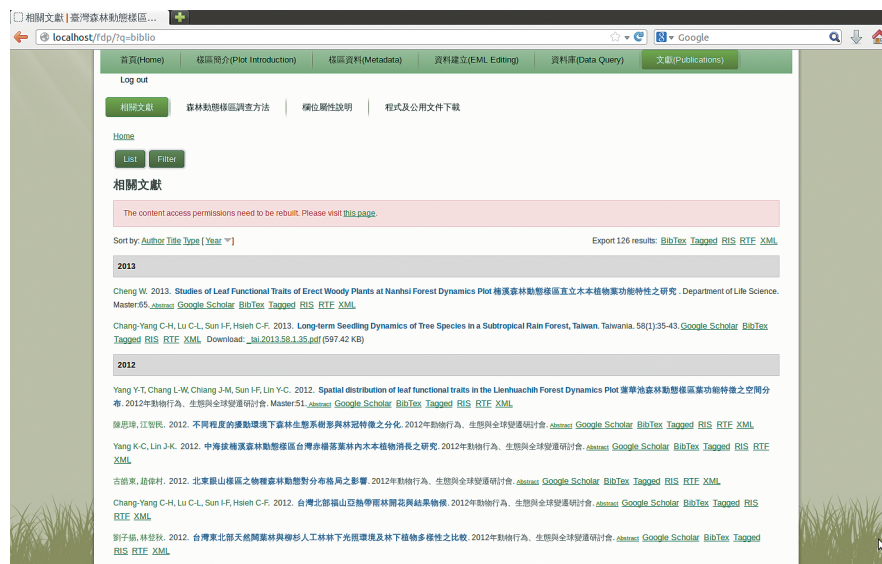 相關文獻 | 臺灣森林動態樣區...
localhost/fdp/?q=biblio
Google
首頁(Home) 樣區簡介(Plot Introduction) 樣區資料(Metadata) 資料建立(EML Editing) 資料庫(Data Query) 文獻(Publications)
Log out
相關文獻 森林動態樣區調查方法 欄位屬性說明 程式及公用文件下載
Home
List Filter
相關文獻
The content access permissions need to be rebuilt. Please visit this page.
Sort by: Author Title Type [ Year ] Export 126 results: BibTex Tagged RIS RTF XML
2013
Cheng W. 2013. Studies of Leaf Functional Traits of Erect Woody Plants at Nanhsi Forest Dynamics Plot 楠溪森林動態樣區直立木本植物葉功能特性之研究 . Department of Life Science.
Master:65. Abstract Google Scholar BibTex Tagged RIS RTF XML
Chang-Yang C-H, Lu C-L, Sun I-F, Hsieh C-F. 2013. Long-term Seedling Dynamics of Tree Species in a Subtropical Rain Forest, Taiwan. Taiwania. 58(1):35-43. Google Scholar BibTex
Tagged RIS RTF XML Download: _tai.2013.58.1.35.pdf (597.42 KB)
2012
Yang Y-T, Chang L-W, Chiang J-M, Sun I-F, Lin Y-C. 2012. Spatial distribution of leaf functional traits in the Lienhuachih Forest Dynamics Plot 蓮華池森林動態樣區葉功能特徵之空間分
布. 2012年動物行為、生態與全球變遷研討會. Master:51. Abstract Google Scholar BibTex Tagged RIS RTF XML
陳思瑋, 江智民. 2012. 不同程度的擾動環境下森林生態系樹形與林冠特徵之分化. 2012年動物行為、生態與全球變遷研討會. Abstract Google Scholar BibTex Tagged RIS RTF XML
Yang K-C, Lin J-K. 2012. 中海拔楠溪森林動態樣區台灣赤楊落葉林內木本植物消長之研究. 2012年動物行為、生態與全球變遷研討會. Abstract Google Scholar BibTex Tagged RIS RTF
XML
古皓東, 趙偉村. 2012. 北東眼山樣區之物種森林動態對分布格局之影響. 2012年動物行為、生態與全球變遷研討會. Abstract Google Scholar BibTex Tagged RIS RTF XML
Chang-Yang C-H, Lu C-L, Sun I-F, Hsieh C-F. 2012. 台灣北部福山亞熱帶雨林開花與結果物候. 2012年動物行為、生態與全球變遷研討會. Abstract Google Scholar BibTex Tagged RIS
RTF XML
劉子揚, 林登秋. 2012. 台灣東北部天然闊葉林與柳杉人工林林下光照環境及林下植物多樣性之比較. 2012年動物行為、生態與全球變遷研討會. Abstract Google Scholar BibTex Tagged
RIS RTF XML